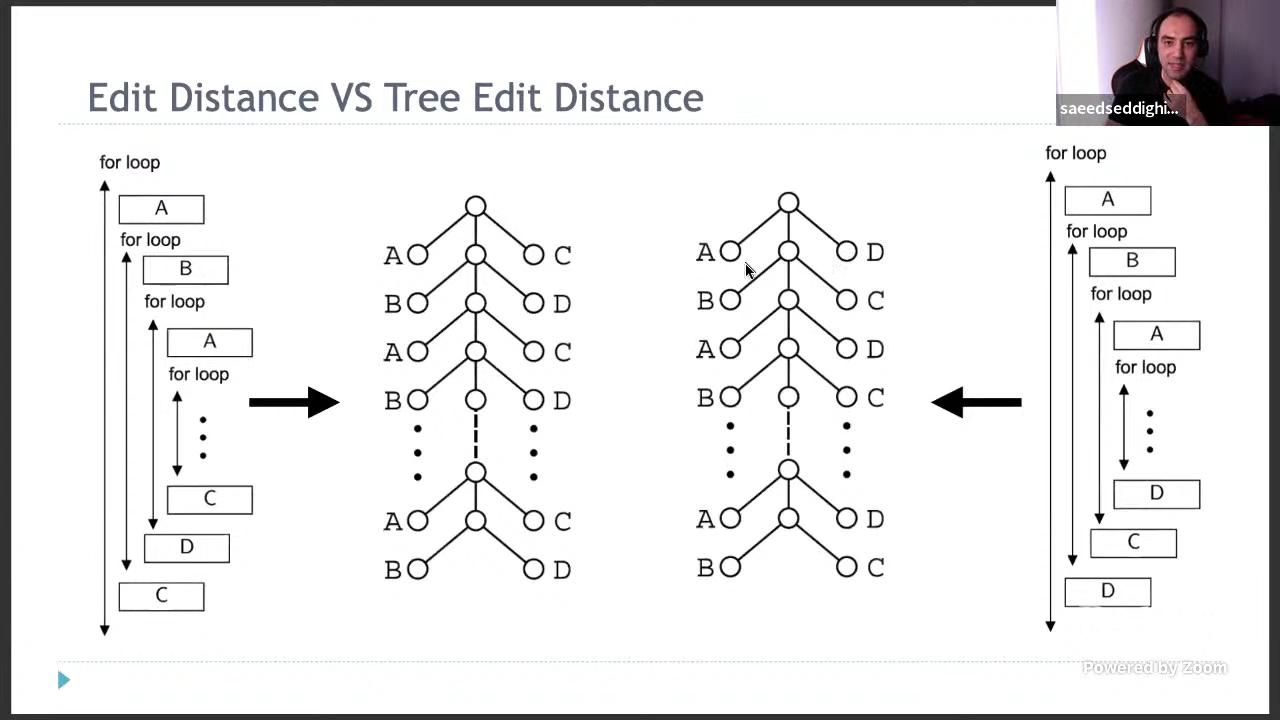 Edit Distance VS Tree Edit Distance
saeedseddighi...
for loop
A
for loop
B
for loop
A
for loop
C
D
C
A C
B D
A C
B D
A C
B D
A D
B C
A D
B C
A D
B C
for loop
A
for loop
B
for loop
A
for loop
D
C
D
Powered by Zoom